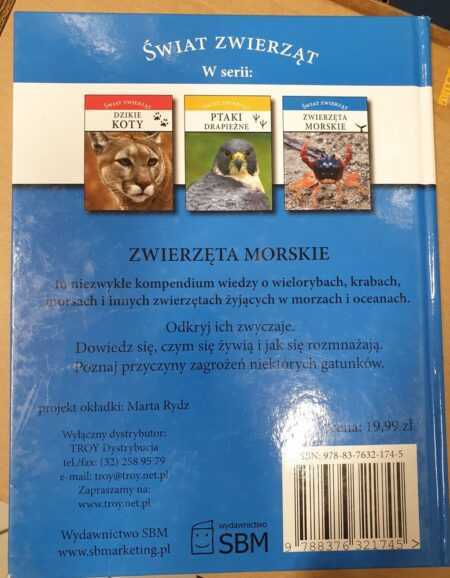 ŚWIAT ZWIERZĄT
W serii:
ŚWIAT ZWIERZĄT
DZIKIE
KOTY
ŚWIAT ZWIERZĄT
PTAKI
DRAPIEŻNE
ŚWIAT ZWIERZĄT
ZWIERZĘTA
MORSKIE
ZWIERZĘTA MORSKIE
to niezwykłe kompendium wiedzy o wielorybach, krabach,
morsach i innych zwierzętach żyjących w morzach i oceanach.
Odkryj ich zwyczaje.
Dowiedz się, czym się żywią i jak się rozmnażają.
Poznaj przyczyny zagrożeń niektórych gatunków.
projekt okładki: Marta Rydz
cena: 19,99 zł
Wyłączny dystrybutor:
TROY Dystrybucja
tel./fax: (32) 258 95 79
e-mail: troy@troy.net.pl
Zapraszamy na:
www.troy.net.pl
ISBN 978-83-7632-174-5
9 788376 321745 >
Wydawnictwo SBM
www.sbmarketing.pl
wydawnictwo
SBM